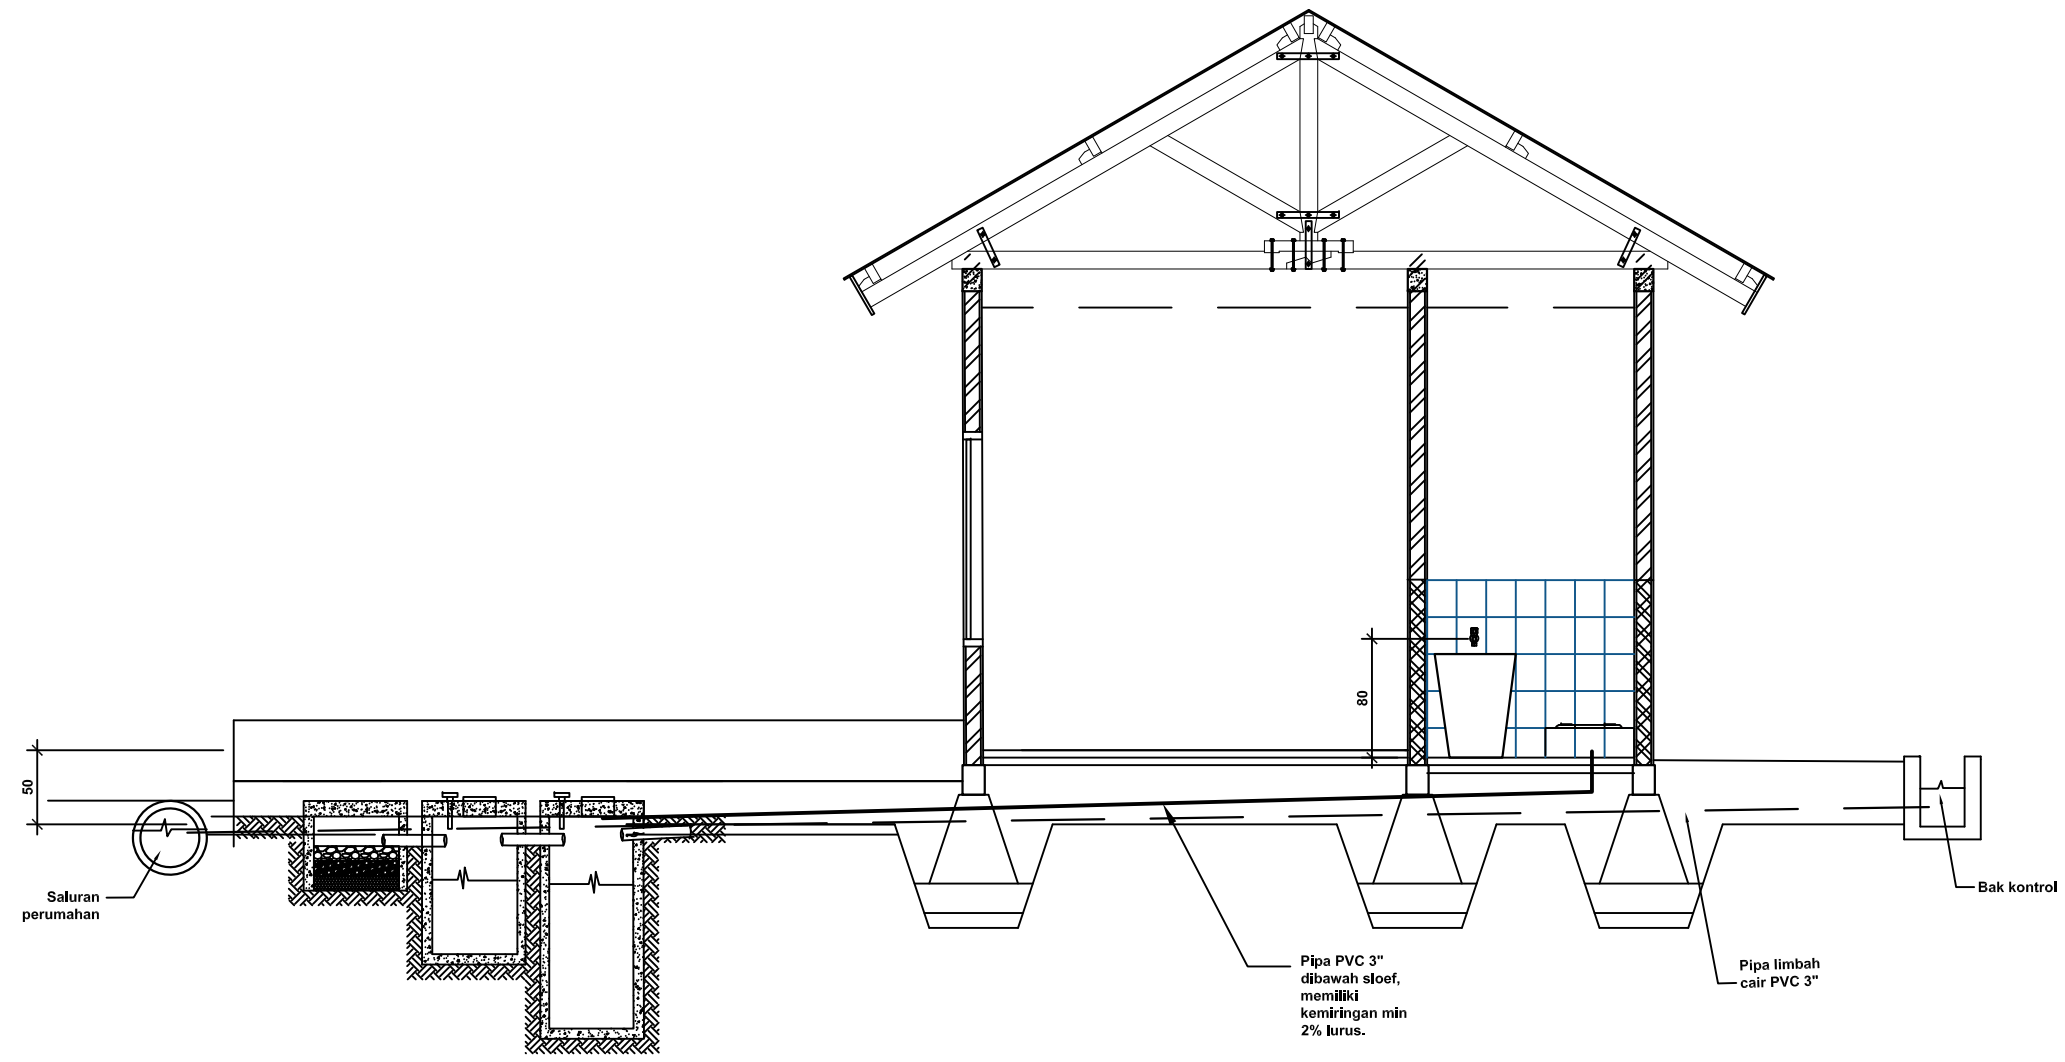 80
50
Saluran
perumahan
Bak kontrol
Pipa PVC 3"
dibawah sloef,
memiliki
kemiringan min
2% lurus.
Pipa limbah
cair PVC 3"